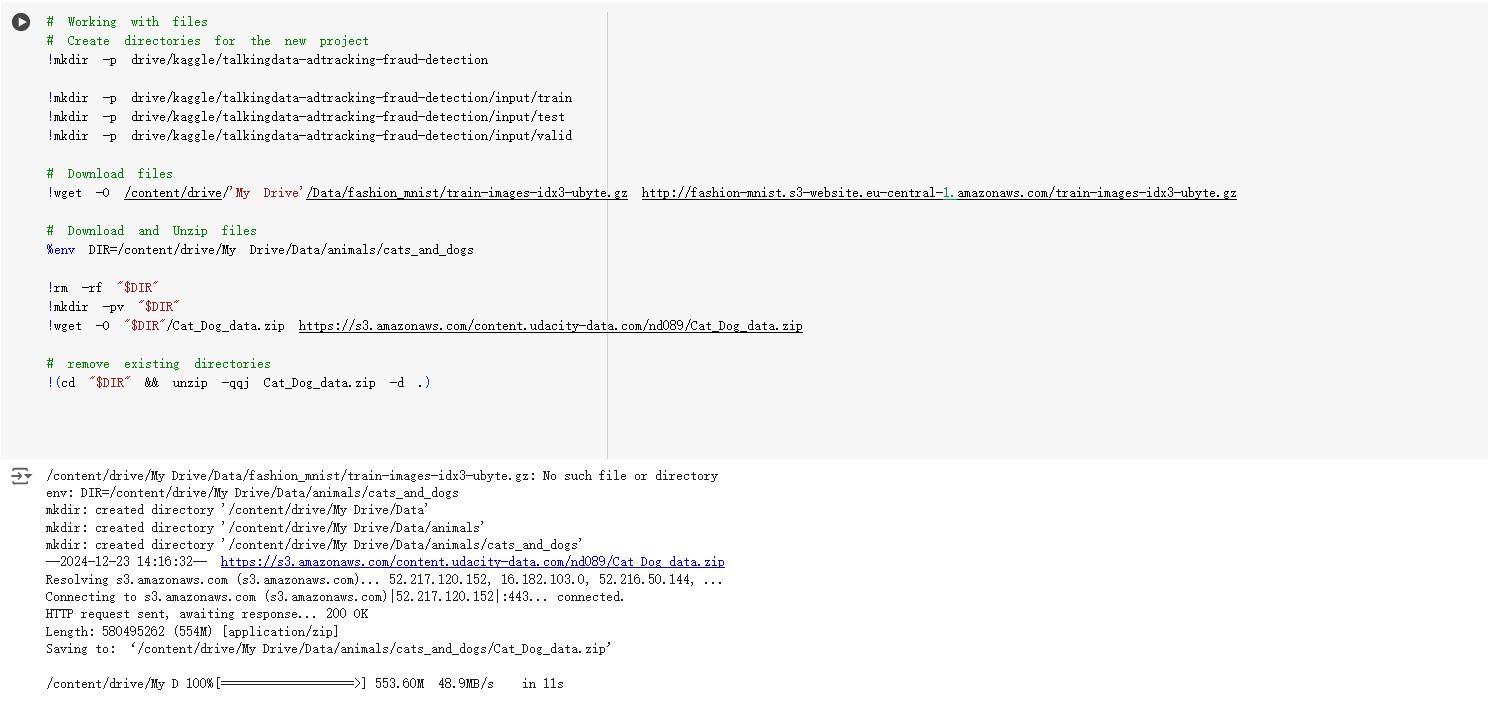 # Working with files
# Create directories for the new project
!mkdir -p drive/kaggle/talkingdata-adtracking-fraud-detection
!mkdir -p drive/kaggle/talkingdata-adtracking-fraud-detection/input/train
!mkdir -p drive/kaggle/talkingdata-adtracking-fraud-detection/input/test
!mkdir -p drive/kaggle/talkingdata-adtracking-fraud-detection/input/valid
# Download files
!wget -O /content/drive/'My Drive'/Data/fashion_mnist/train-images-idx3-ubyte.gz http://fashion-mnist.s3-website.eu-central-1.amazonaws.com/train-images-idx3-ubyte.gz
# Download and Unzip files
%env DIR=/content/drive/My Drive/Data/animals/cats_and_dogs
!rm -rf "$DIR"
!mkdir -pv "$DIR"
!wget -O "$DIR"/Cat_Dog_data.zip https://s3.amazonaws.com/content.udacity-data.com/nd089/Cat_Dog_data.zip
# remove existing directories
!(cd "$DIR" && unzip -qqj Cat_Dog_data.zip -d .)
/content/drive/My Drive/Data/fashion_mnist/train-images-idx3-ubyte.gz: No such file or directory
env: DIR=/content/drive/My Drive/Data/animals/cats_and_dogs
mkdir: created directory '/content/drive/My Drive/Data'
mkdir: created directory '/content/drive/My Drive/Data/animals'
mkdir: created directory '/content/drive/My Drive/Data/animals/cats_and_dogs'
--2024-12-23 14:16:32-- https://s3.amazonaws.com/content.udacity-data.com/nd089/Cat_Dog_data.zip
Resolving s3.amazonaws.com (s3.amazonaws.com)... 52.217.120.152, 16.182.103.0, 52.216.50.144, ...
Connecting to s3.amazonaws.com (s3.amazonaws.com)|52.217.120.152|:443... connected.
HTTP request sent, awaiting response... 200 OK
Length: 580495262 (554M) [application/zip]
Saving to: ‘/content/drive/My Drive/Data/animals/cats_and_dogs/Cat_Dog_data.zip’
/content/drive/My D 100%[===================>] 553.60M 48.9MB/s in 11s